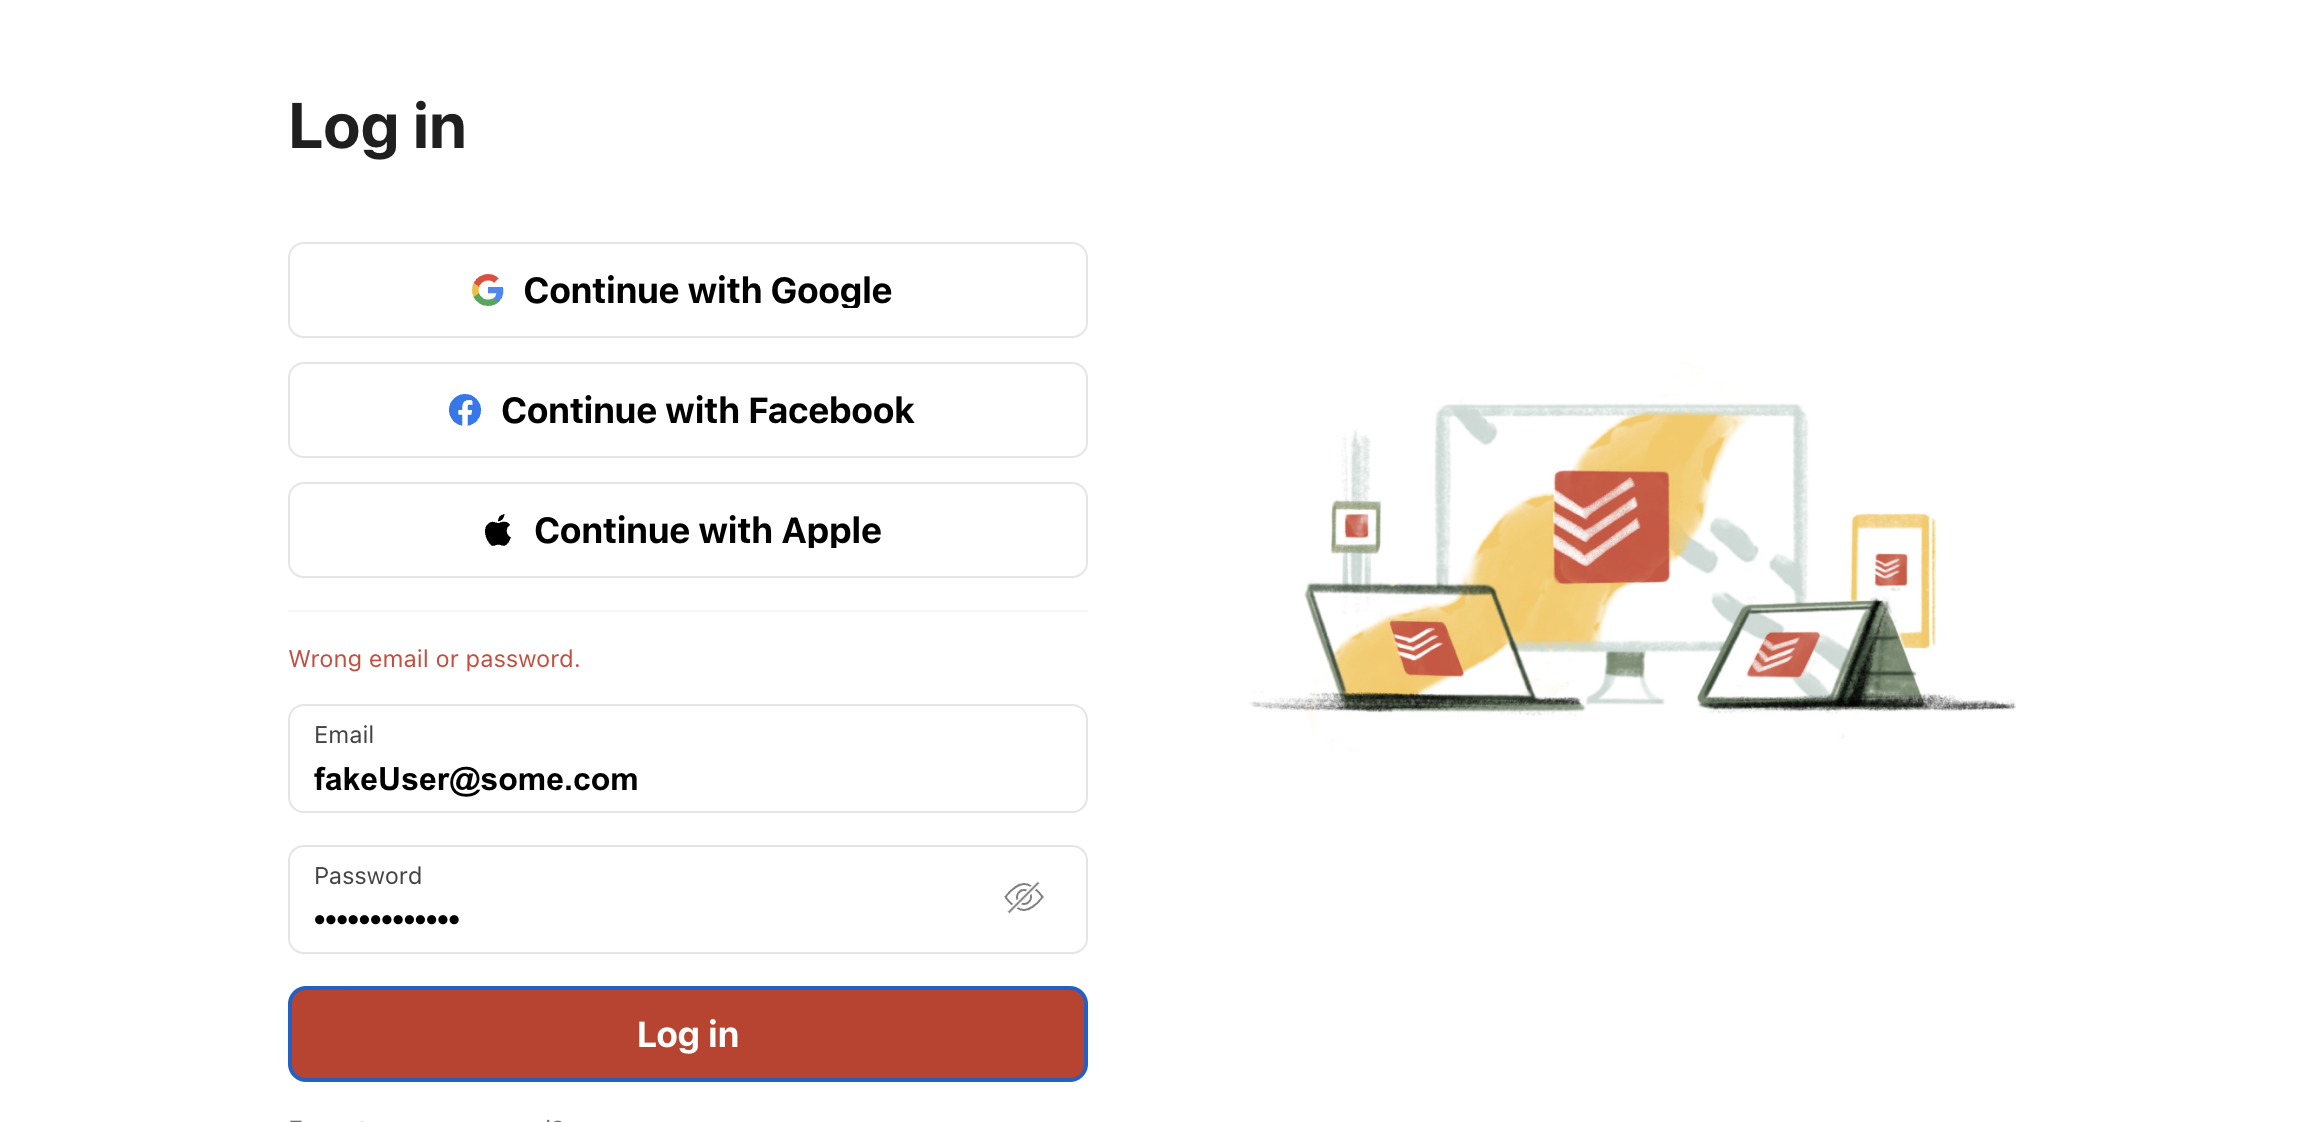 Log in
Continue with Google
Continue with Facebook
Continue with Apple
Wrong email or password.
Email
fakeUser@some.com
Password
•••••••••••••
Log in